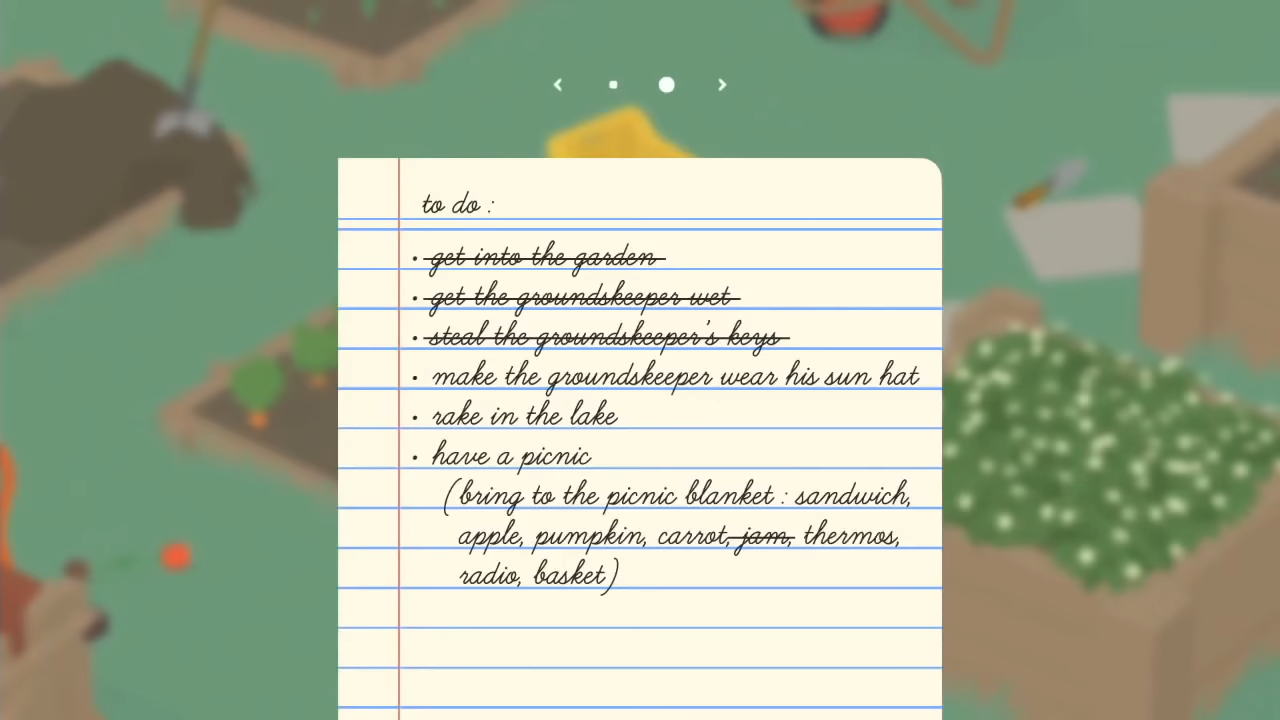 to do :
• get into the garden
• get the groundskeeper wet
• steal the groundskeeper's keys
• make the groundskeeper wear his sun hat
• rake in the lake
• have a picnic
(bring to the picnic blanket : sandwich,
apple, pumpkin, carrot, jam, thermos,
radio, basket)